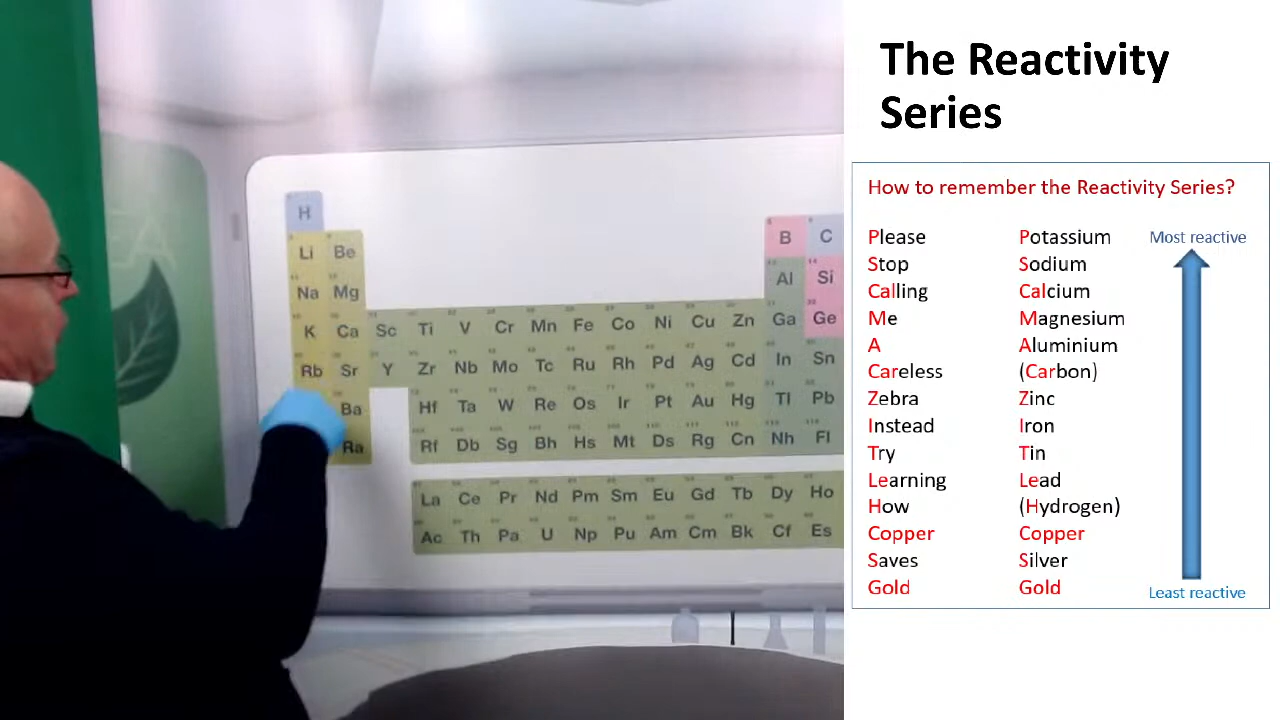 H
Li Be B C
Na Mg Al Si
K Ca Sc Ti V Cr Mn Fe Co Ni Cu Zn Ga Ge
Rb Sr Y Zr Nb Mo Tc Ru Rh Pd Ag Cd In Sn
Ba Hf Ta W Re Os Ir Pt Au Hg Tl Pb
Ra Rf Db Sg Bh Hs Mt Ds Rg Cn Nh Fl
La Ce Pr Nd Pm Sm Eu Gd Tb Dy Ho
Ac Th Pa U Np Pu Am Cm Bk Cf Es
The Reactivity
Series
How to remember the Reactivity Series?
Please Potassium Most reactive
Stop Sodium
Calling Calcium
Me Magnesium
A Aluminium
Careless (Carbon)
Zebra Zinc
Instead Iron
Try Tin
Learning Lead
How (Hydrogen)
Copper Copper
Saves Silver
Gold Gold Least reactive